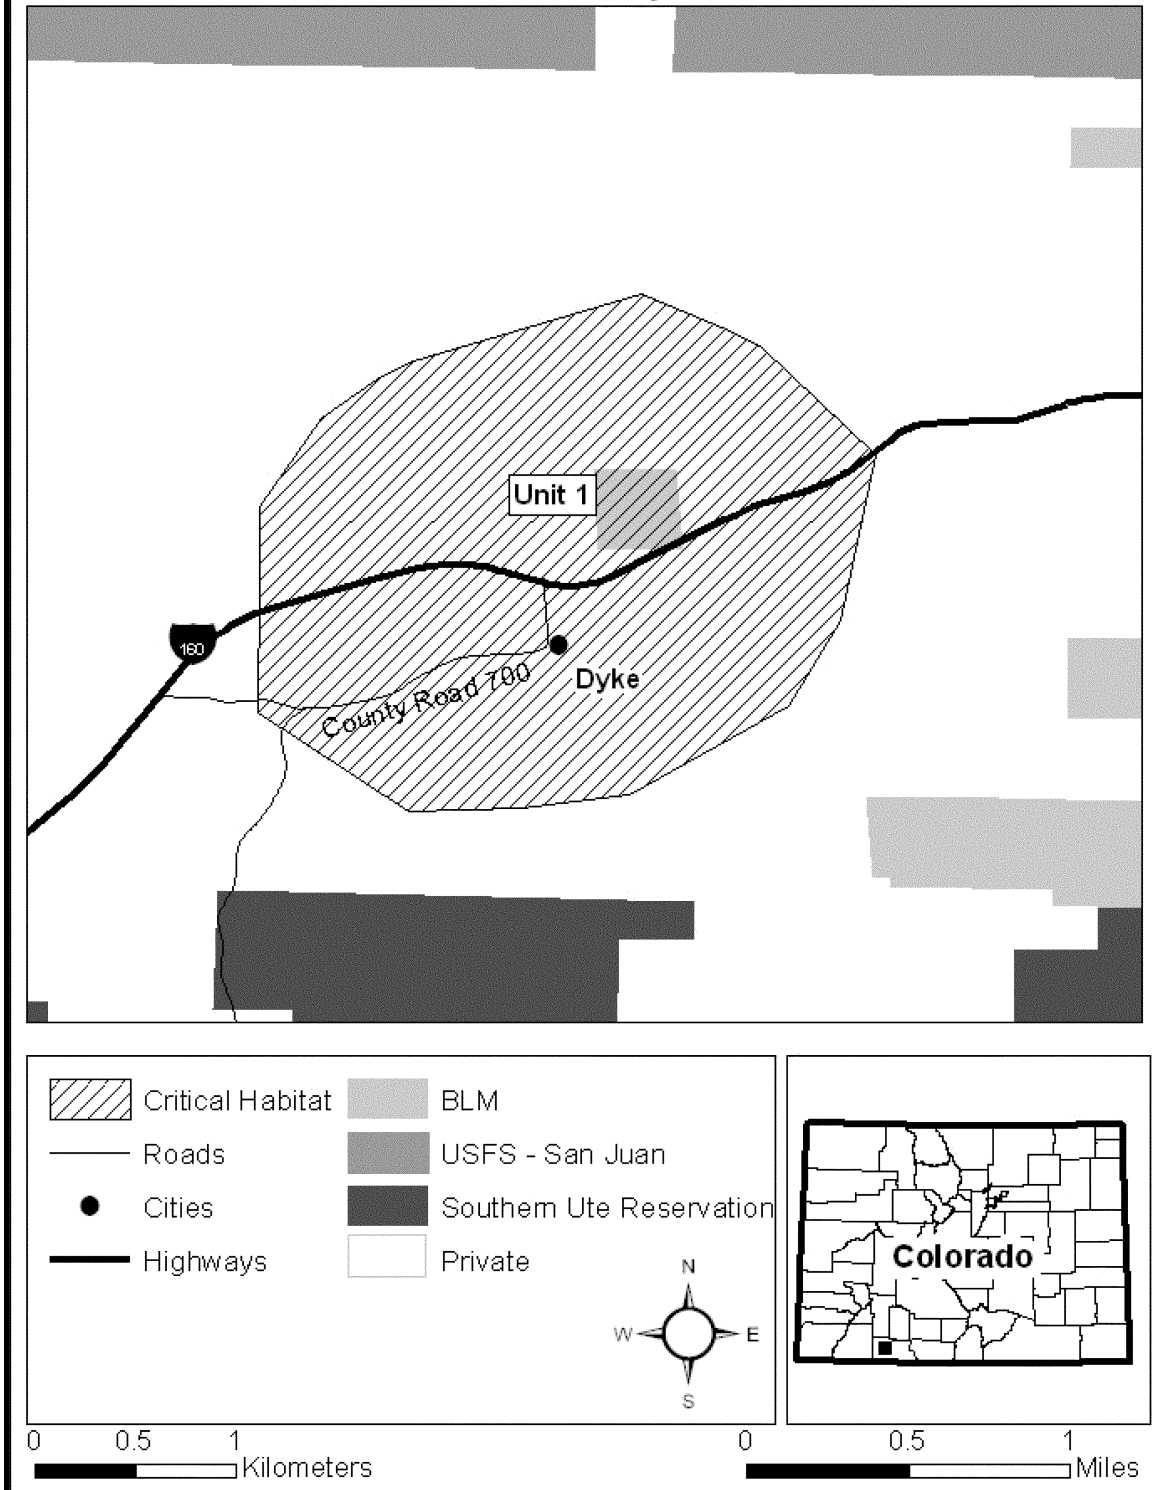 Unit 1
160
Dyke
County Road 700
Critical Habitat
BLM
Roads
USFS - San Juan
Cities
Southern Ute Reservation
Highways
Private
N
W
E
S
Colorado
0 0.5 1
Kilometers
0 0.5 1
Miles